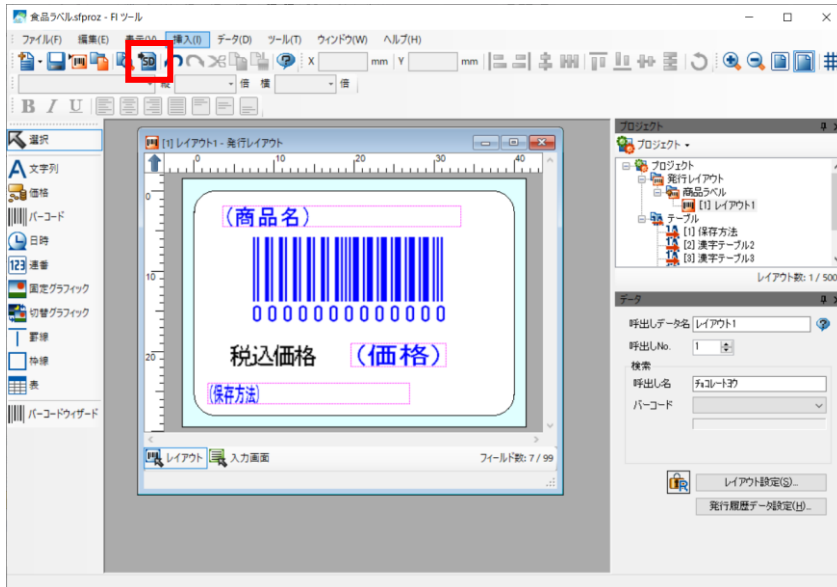 食品ラベル.sfproz - FI ツール
ファイル(F) 編集(E) 表示(V) 挿入(I) データ(D) ツール(T) ウィンドウ(W) ヘルプ(H)
SD X mm Y mm
縦 倍 横 倍
B I U
選択
文字列
価格
バーコード
日時
123 連番
固定グラフィック
切替グラフィック
罫線
枠線
表
バーコードウィザード
[1] レイアウト1 - 発行レイアウト
0 10 20 30 40
0
10
20
(商品名)
0000000000000
税込価格 (価格)
(保存方法)
レイアウト 入力画面 フィールド数: 7 / 99
プロジェクト
プロジェクト
プロジェクト
発行レイアウト
商品ラベル
[1] レイアウト1
テーブル
[1] 保存方法
[2] 漢字テーブル2
[3] 漢字テーブル3
レイアウト数: 1 / 500
データ
呼出しデータ名 レイアウト1
呼出しNo. 1
検索
呼出し名 ﾁｮｺﾚｰﾄﾖｳ
バーコード
レイアウト設定(S)...
発行履歴データ設定(H)...